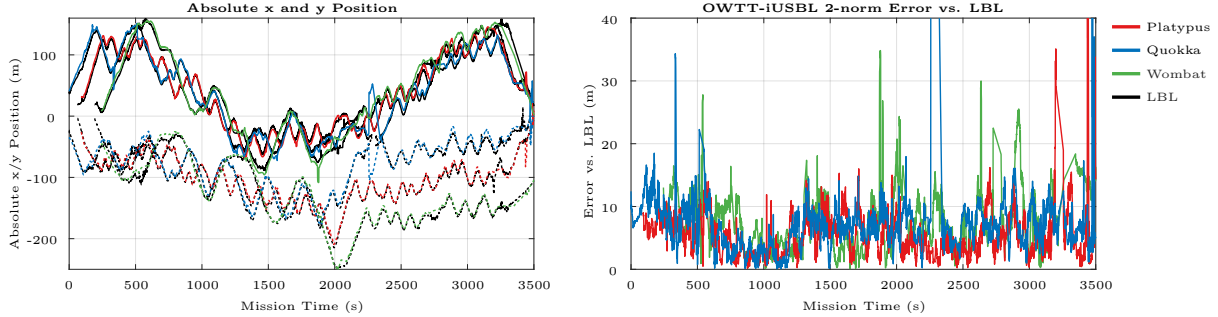 Absolute x and y Position
Absolute x/y Position (m)
100
0
−100
−200
0
500
1000
1500
2000
2500
3000
3500
Mission Time (s)
OWTT-iUSBL 2-norm Error vs. LBL
Error vs. LBL (m)
40
30
20
10
0
500
1000
1500
2000
2500
3000
3500
Mission Time (s)
Platypus
Quokka
Wombat
LBL